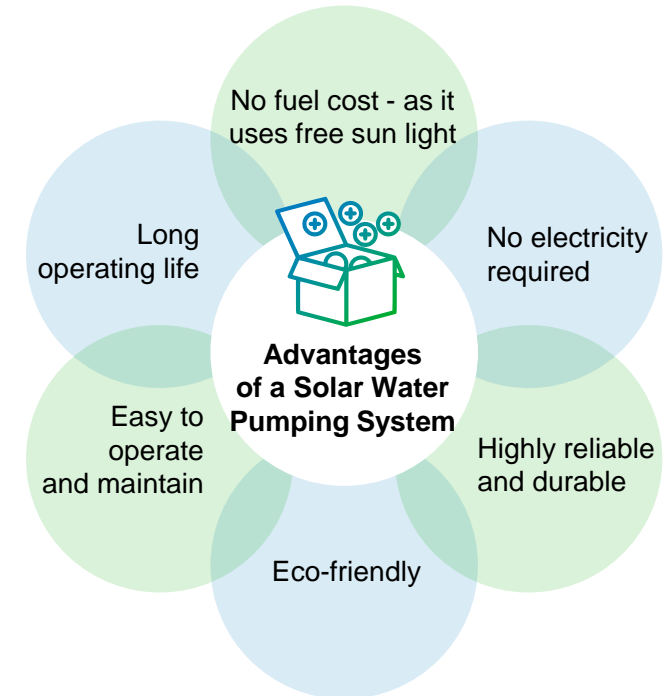 No fuel cost - as it
uses free sun light
No electricity
required
Highly reliable
and durable
Eco-friendly
Easy to
operate
and maintain
Long
operating life
Advantages
of a Solar Water
Pumping System